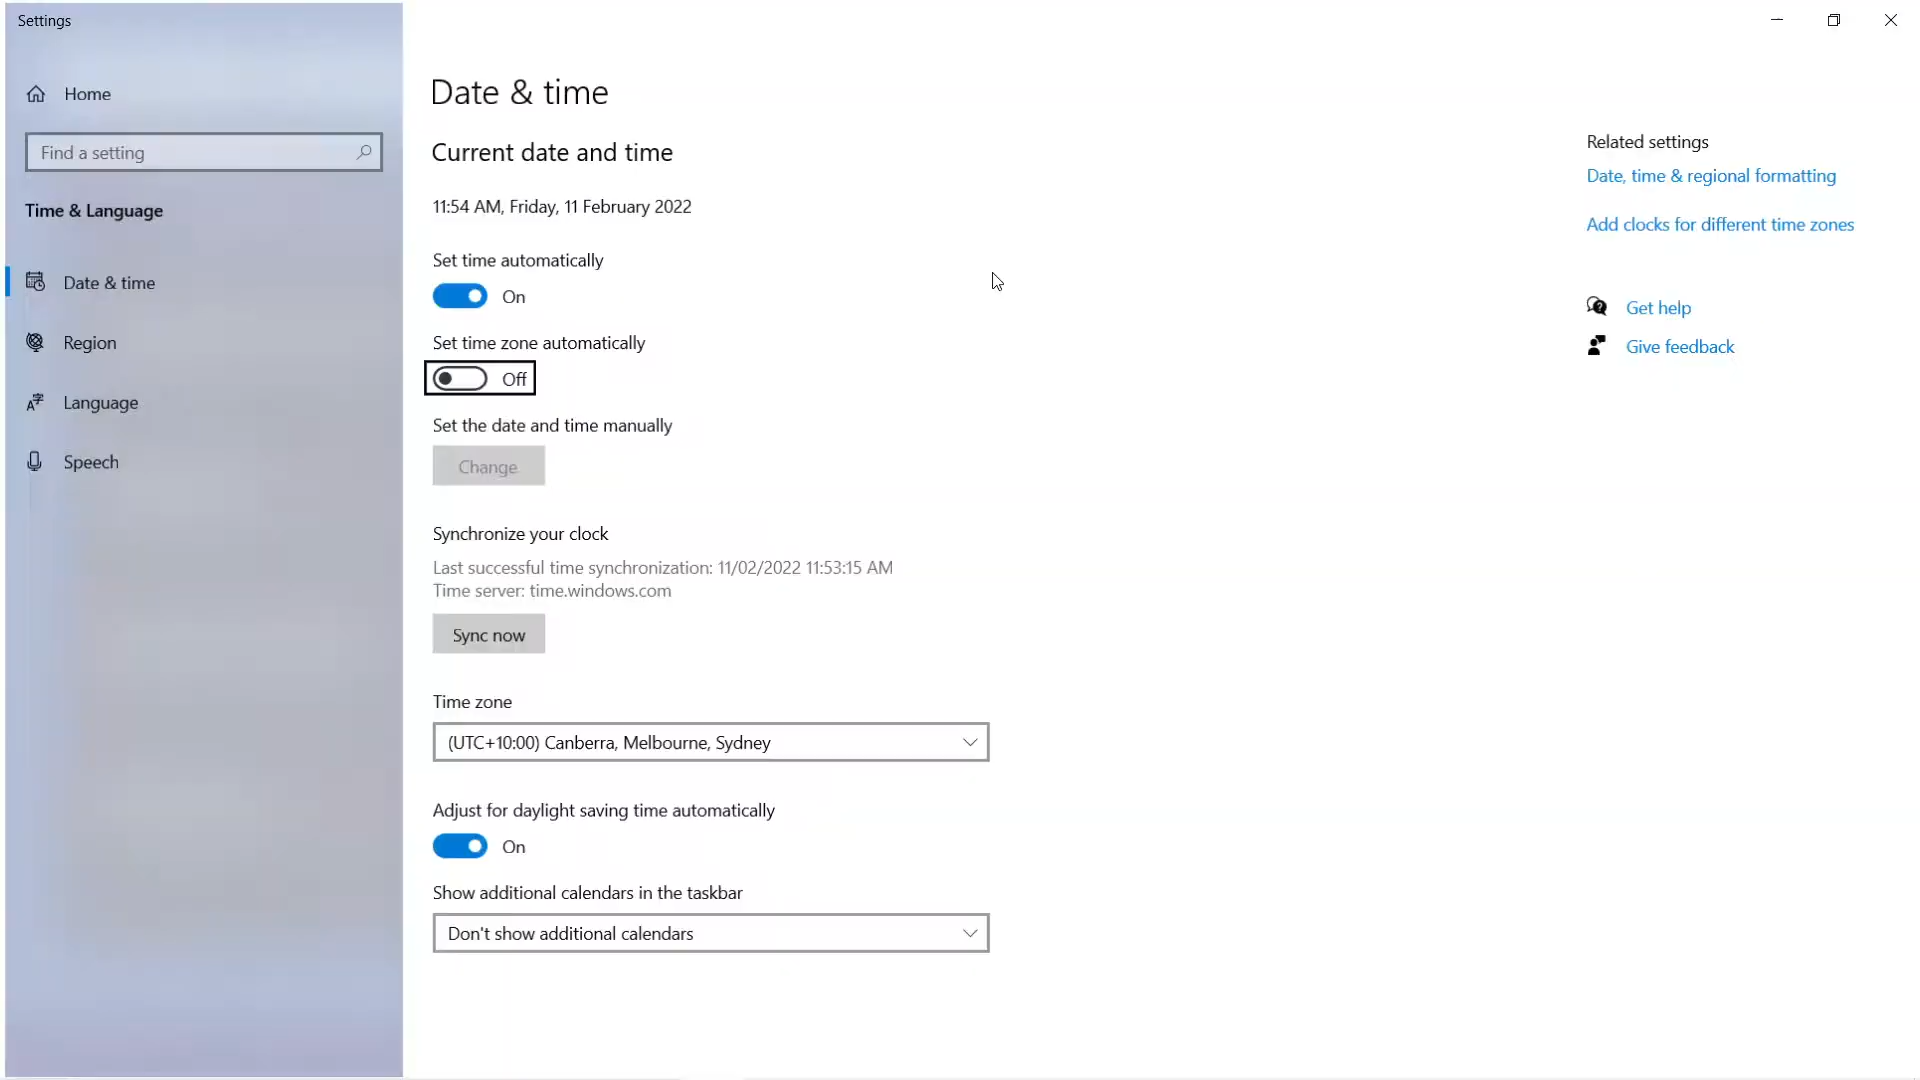 Settings
Home
Find a setting
Time & Language
Date & time
Region
Language
Speech
Date & time
Current date and time
11:54 AM, Friday, 11 February 2022
Set time automatically
On
Set time zone automatically
Off
Set the date and time manually
Change
Synchronize your clock
Last successful time synchronization: 11/02/2022 11:53:15 AM
Time server: time.windows.com
Sync now
Time zone
(UTC+10:00) Canberra, Melbourne, Sydney
Adjust for daylight saving time automatically
On
Show additional calendars in the taskbar
Don't show additional calendars
Related settings
Date, time & regional formatting
Add clocks for different time zones
Get help
Give feedback